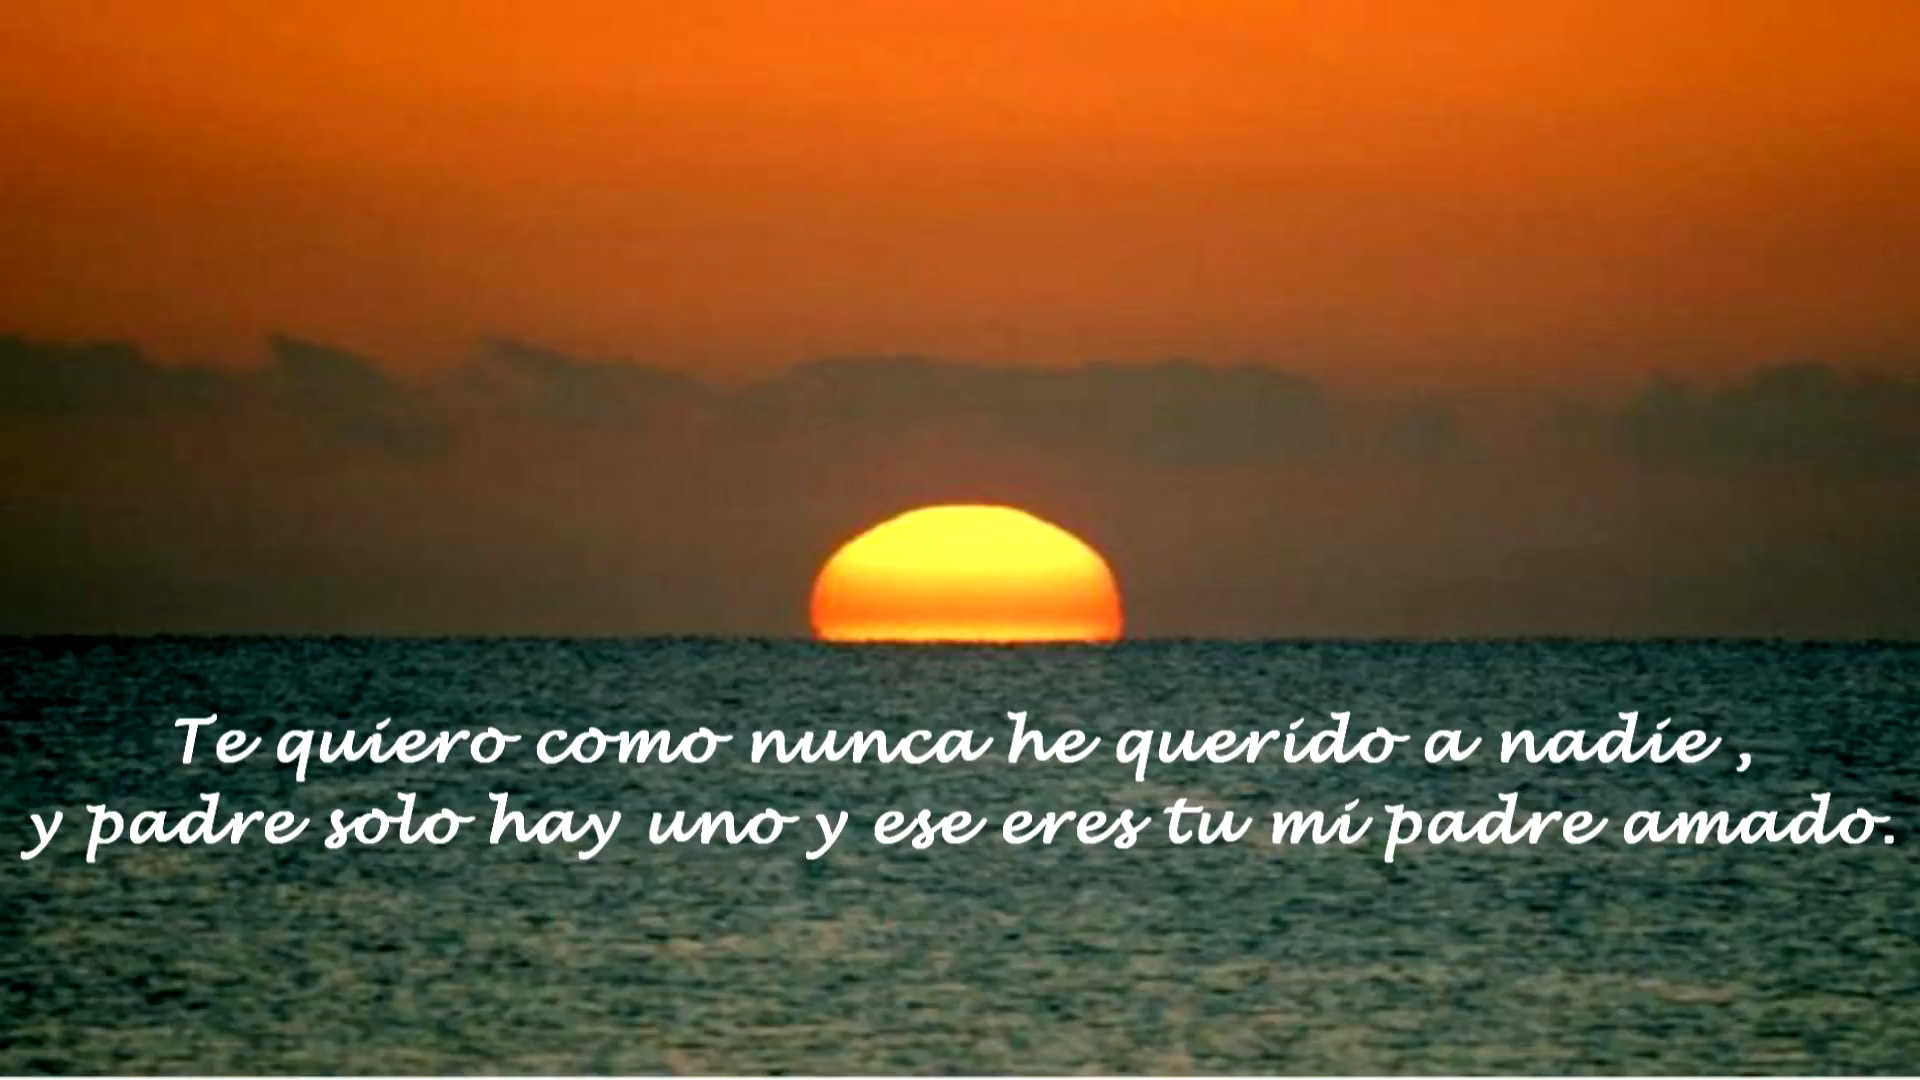 Te quiero como nunca he querido a nadie ,
y padre solo hay uno y ese eres tu mi padre amado.